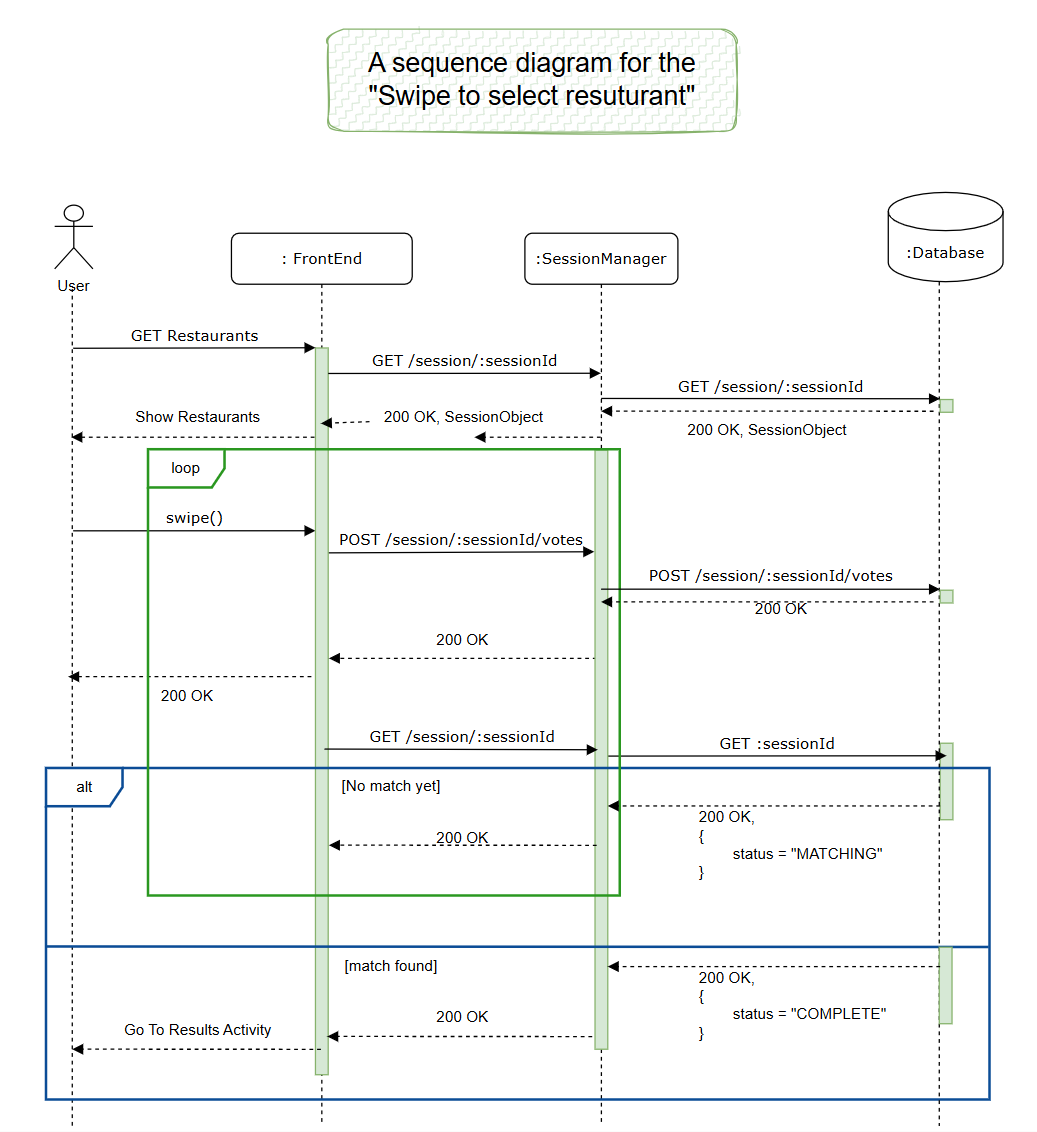 A sequence diagram for the
"Swipe to select resuturant"
User
: FrontEnd
:SessionManager
:Database
GET Restaurants
GET /session/:sessionId
GET /session/:sessionId
Show Restaurants
200 OK, SessionObject
200 OK, SessionObject
loop
swipe()
POST /session/:sessionId/votes
POST /session/:sessionId/votes
200 OK
200 OK
200 OK
GET /session/:sessionId
GET :sessionId
alt
[No match yet]
200 OK,
{
status = "MATCHING"
}
200 OK
[match found]
200 OK,
{
status = "COMPLETE"
}
200 OK
Go To Results Activity